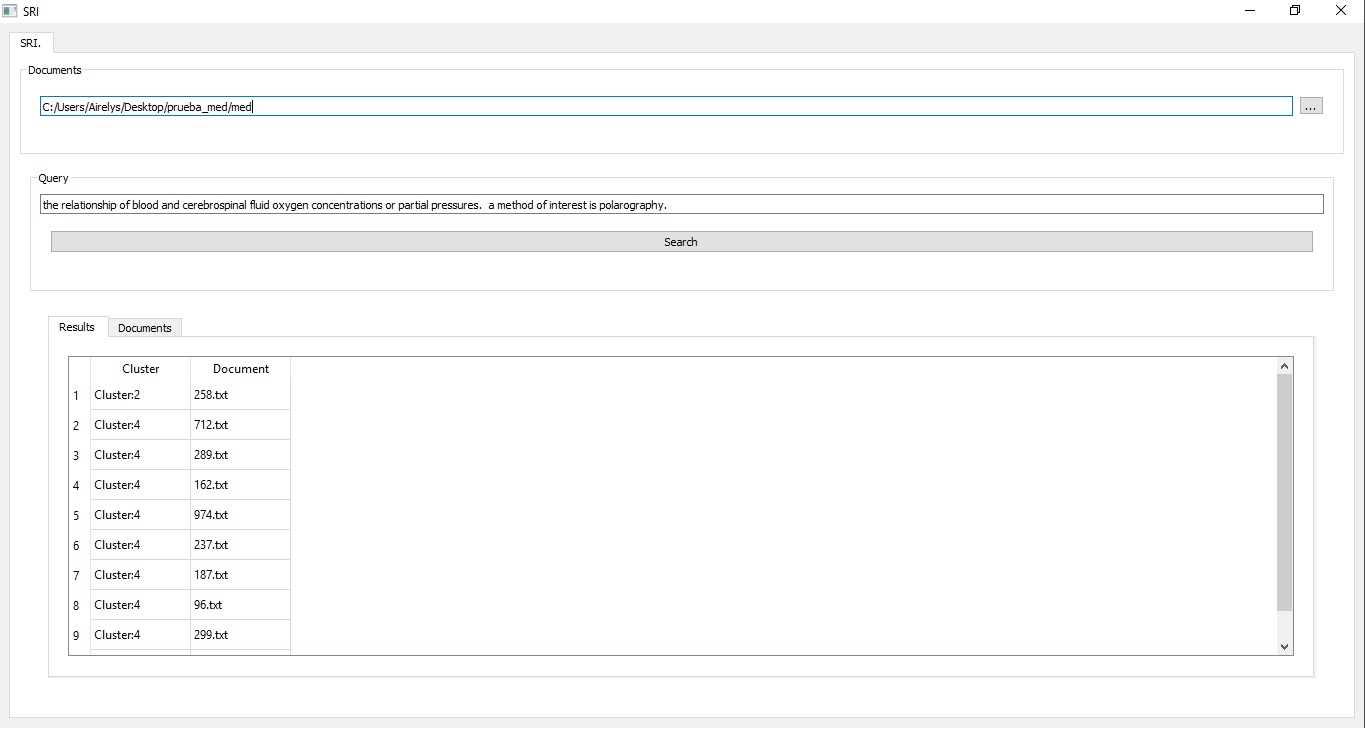 SRI
SRI.
Documents
C:/Users/Airelys/Desktop/prueba_med/med
...
Query
the relationship of blood and cerebrospinal fluid oxygen concentrations or partial pressures.  a method of interest is polarography.
Search
Results Documents
Cluster Document
1 Cluster:2 258.txt
2 Cluster:4 712.txt
3 Cluster:4 289.txt
4 Cluster:4 162.txt
5 Cluster:4 974.txt
6 Cluster:4 237.txt
7 Cluster:4 187.txt
8 Cluster:4 96.txt
9 Cluster:4 299.txt